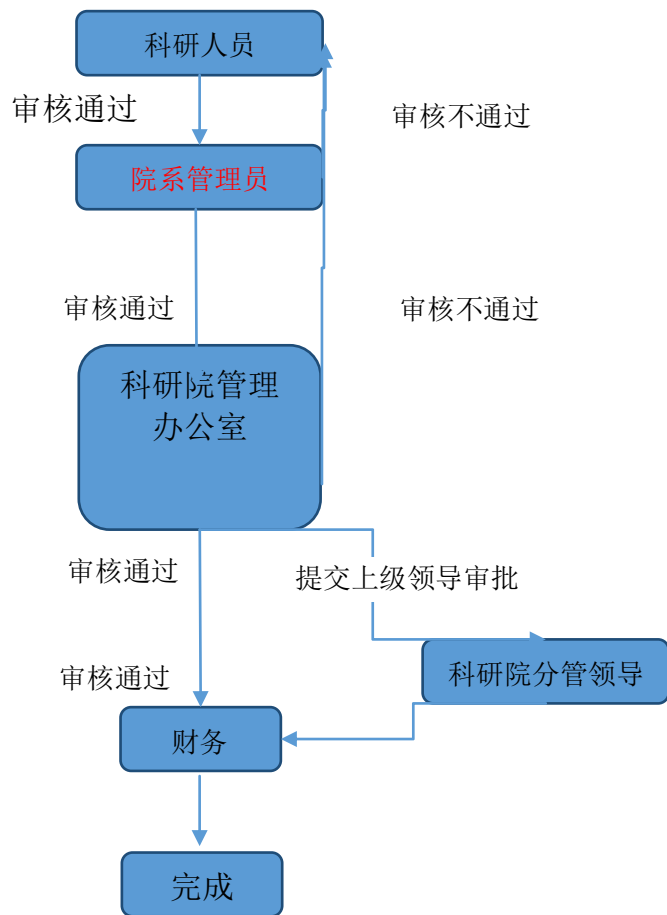 科研人员
审核通过
审核不通过
院系管理员
审核通过
审核不通过
科研院管理
办公室
审核通过
提交上级领导审批
科研院分管领导
审核通过
财务
完成